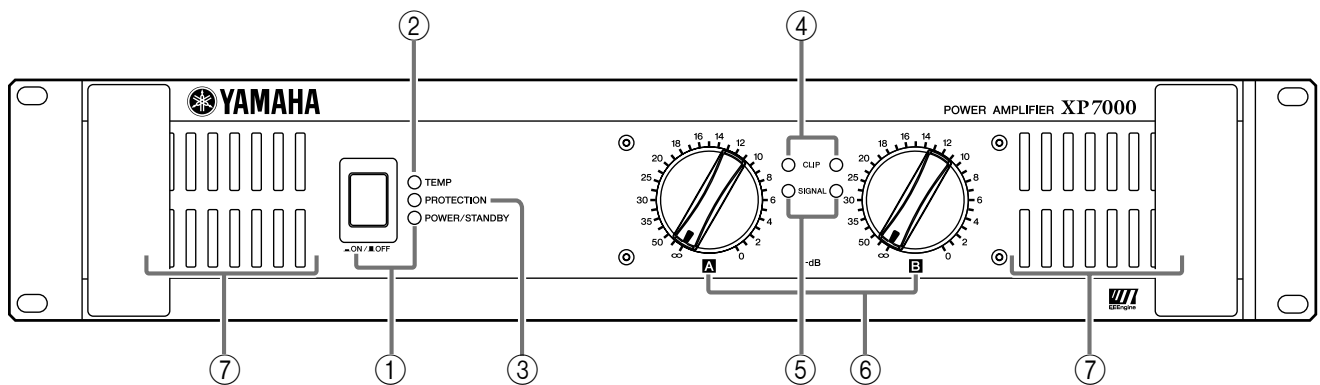 ② ④
YAMAHA
POWER AMPLIFIER XP7000
TEMP
PROTECTION
POWER/STANDBY
ON / OFF
18 16 14 12 10 8 6 4 2 0
20 25 30 35 50 ∞
CLIP
SIGNAL
18 16 14 12 10 8 6 4 2 0
20 25 30 35 50 ∞
A
-dB
B
EEEngine
⑦ ① ③ ⑤ ⑥ ⑦